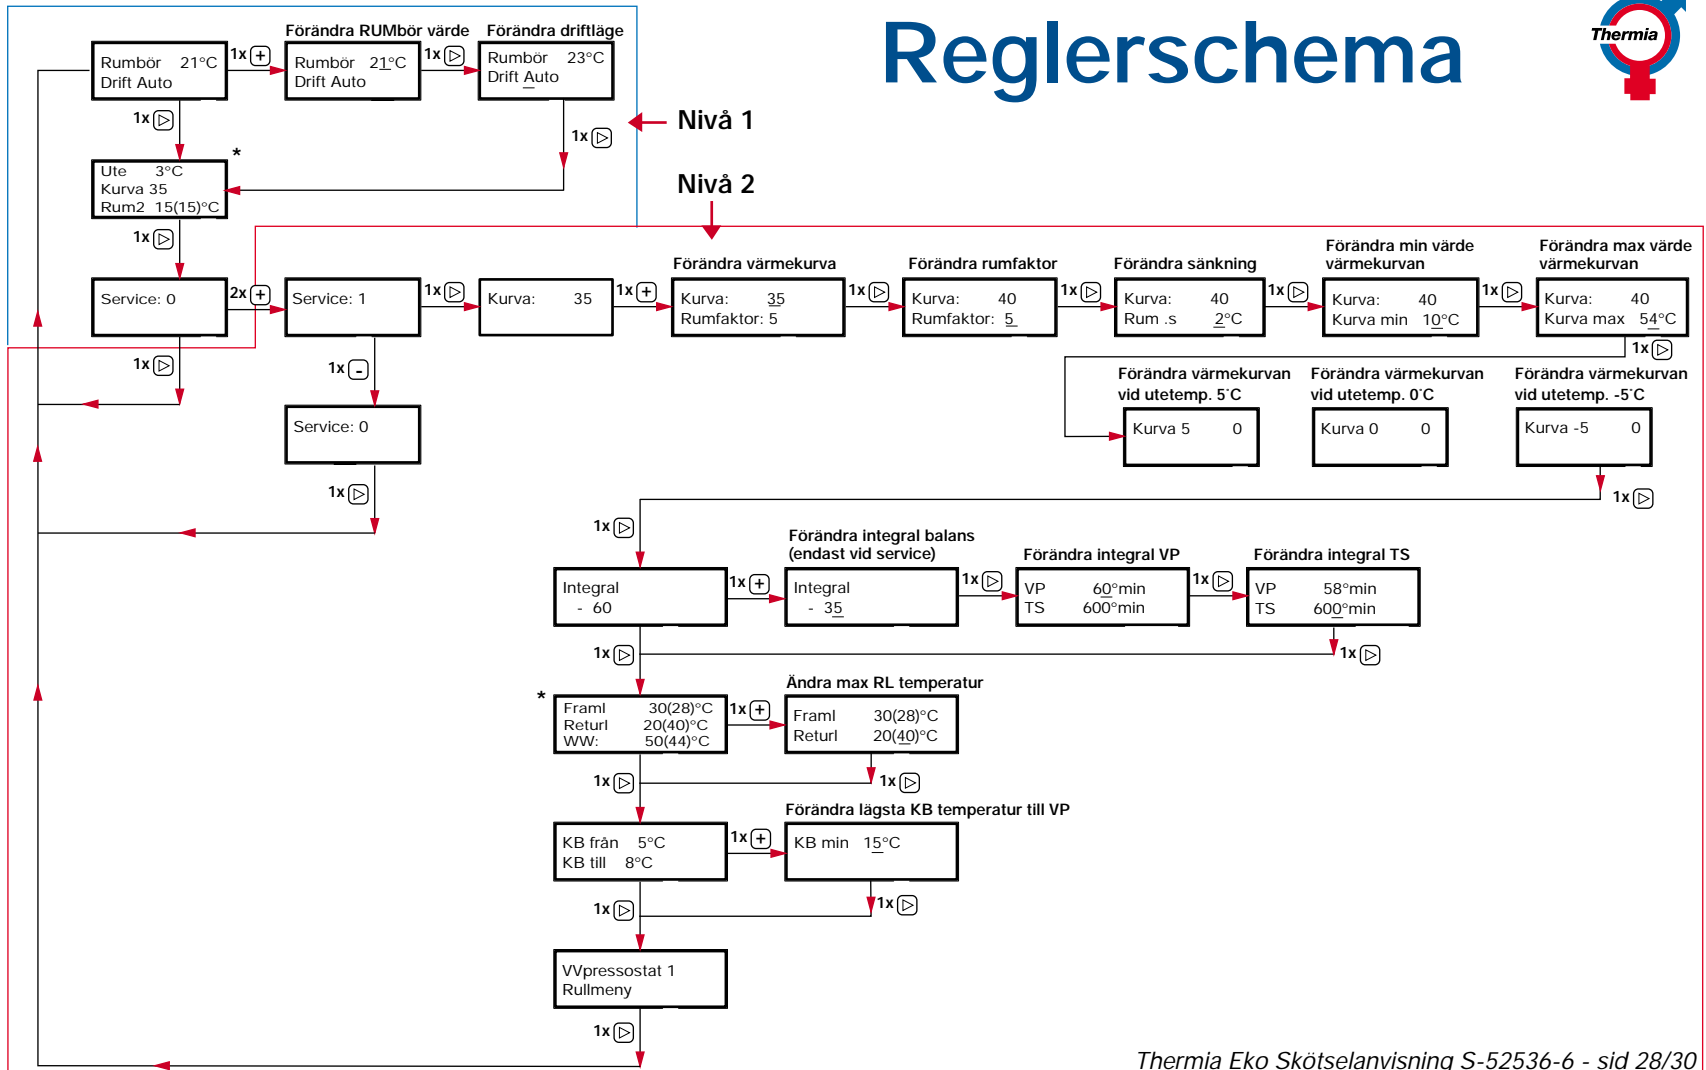 Reglerschema
Thermia
Förändra RUMbör värde
Förändra driftläge
Rumbör 21°C
Drift Auto
1x +
Rumbör 21°C
Drift Auto
1x
Rumbör 23°C
Drift Auto
1x
1x
Nivå 1
*
Ute 3°C
Kurva 35
Rum2 15(15)°C
Nivå 2
1x
Service: 0
2x +
Service: 1
1x
Kurva: 35
1x +
Förändra värmekurva
Kurva: 35
Rumfaktor: 5
1x
Förändra rumfaktor
Kurva: 40
Rumfaktor: 5
1x
Förändra sänkning
Kurva: 40
Rum .s 2°C
1x
Förändra min värde
värmekurvan
Kurva: 40
Kurva min 10°C
1x
Förändra max värde
värmekurvan
Kurva: 40
Kurva max 54°C
1x
1x
1x -
Service: 0
1x
Förändra värmekurvan
vid utetemp. 5°C
Kurva 5 0
Förändra värmekurvan
vid utetemp. 0°C
Kurva 0 0
Förändra värmekurvan
vid utetemp. -5°C
Kurva -5 0
1x
1x
Integral
- 60
1x +
Förändra integral balans
(endast vid service)
Integral
- 35
1x
Förändra integral VP
VP 60°min
TS 600°min
1x
Förändra integral TS
VP 58°min
TS 600°min
1x
1x
*
Framl 30(28)°C
Returl 20(40)°C
WW: 50(44)°C
1x +
Ändra max RL temperatur
Framl 30(28)°C
Returl 20(40)°C
1x
1x
KB från 5°C
KB till 8°C
1x +
Förändra lägsta KB temperatur till VP
KB min 15°C
1x
1x
VVpressostat 1
Rullmeny
1x
Thermia Eko Skötselanvisning S-52536-6 - sid 28/30